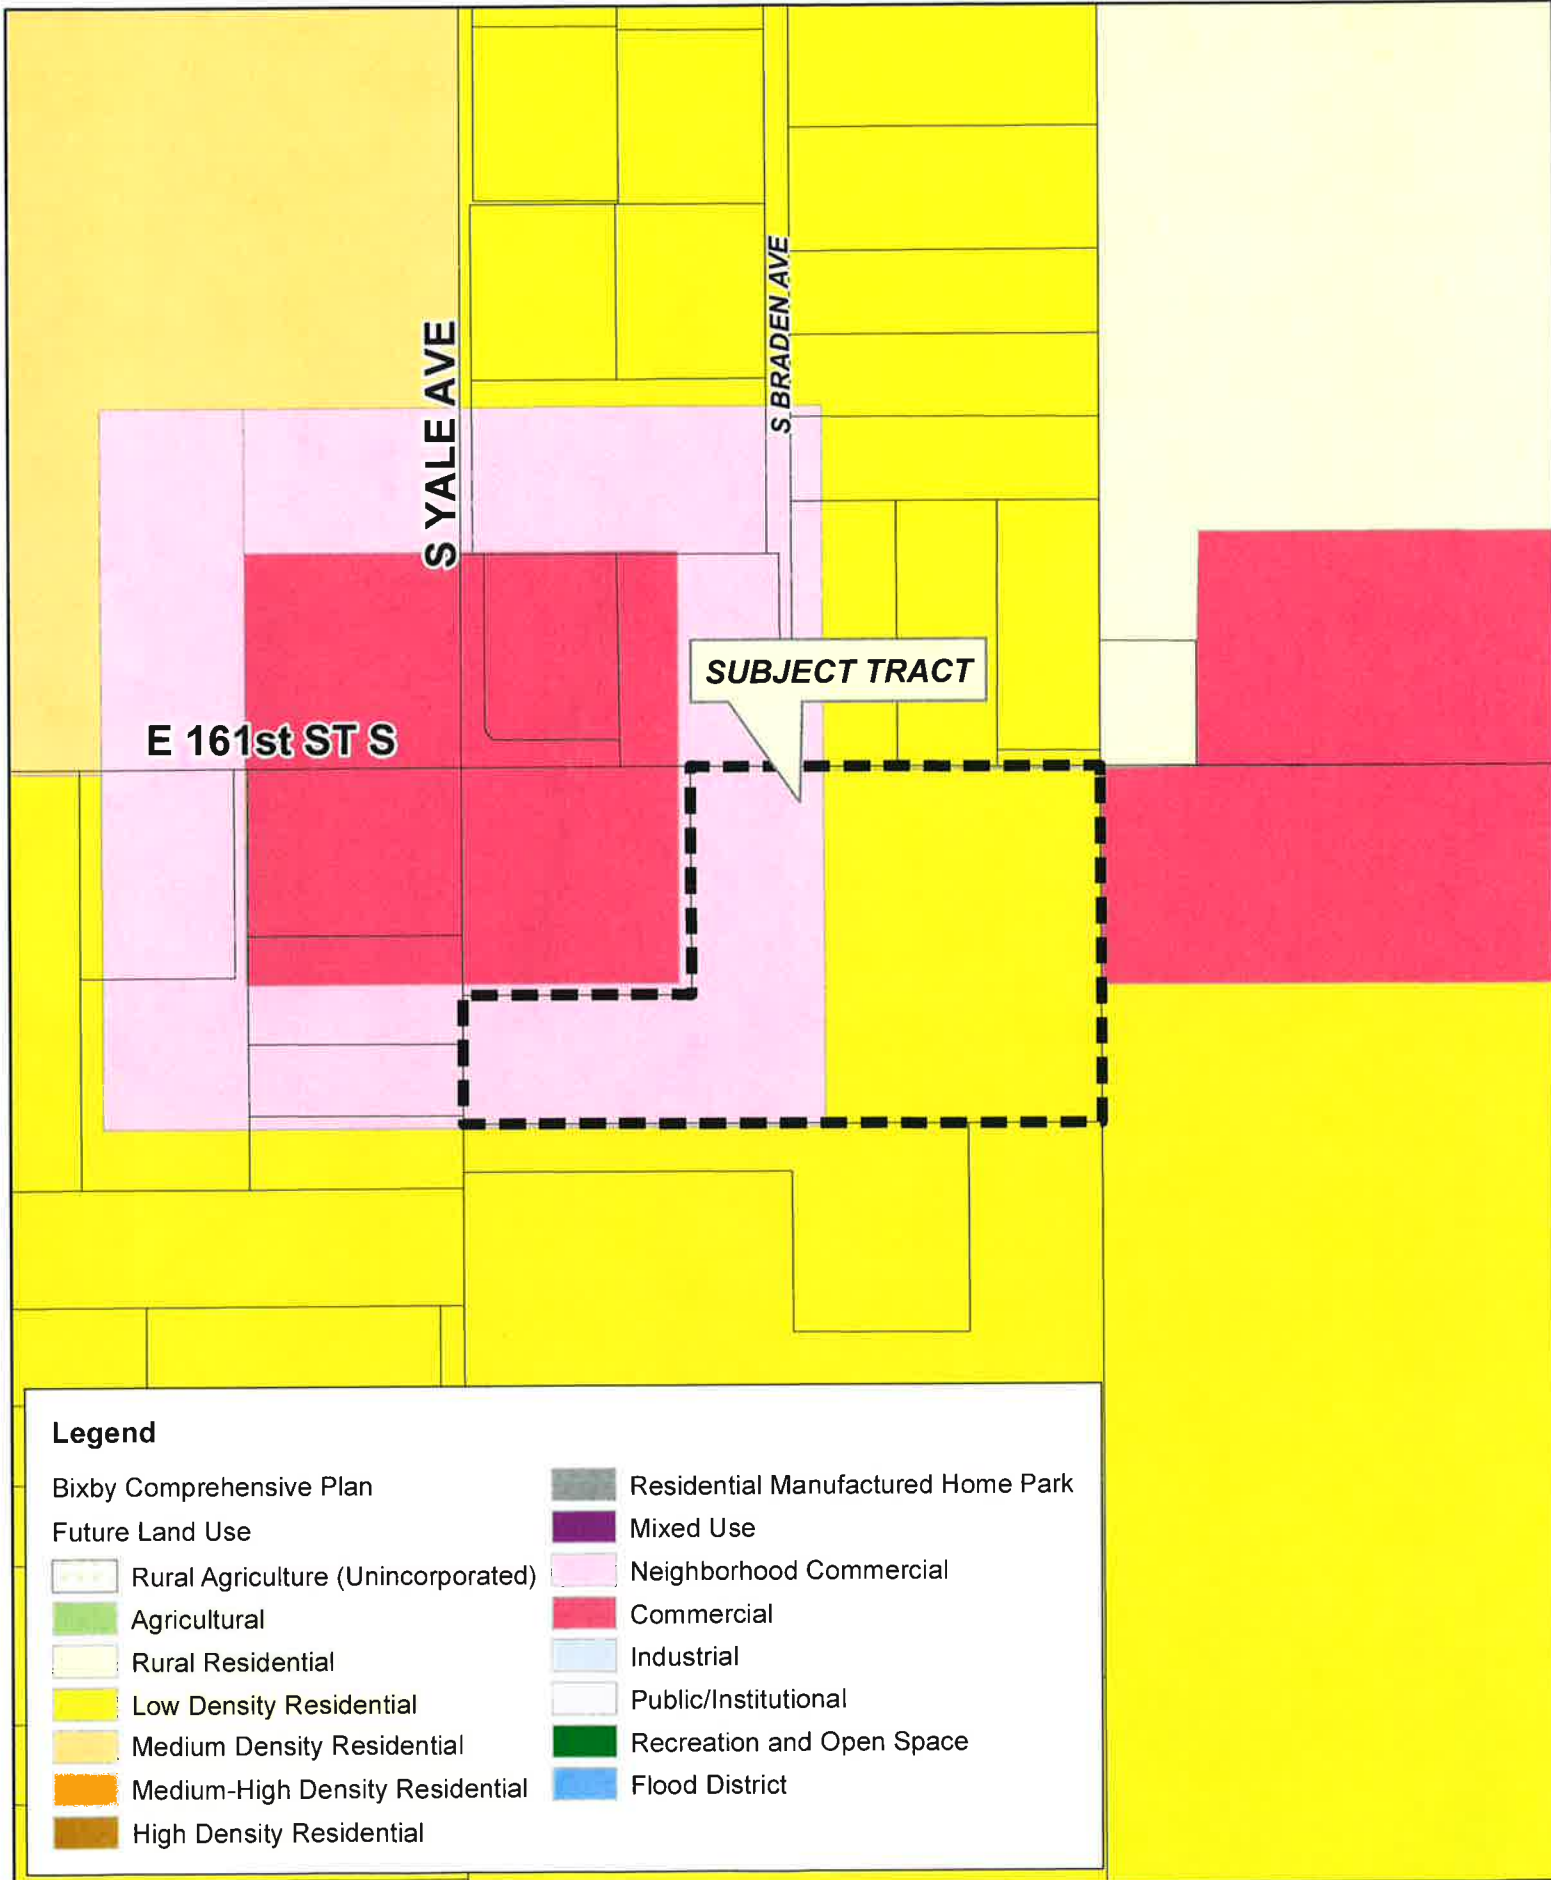 S YALE AVE
S BRADEN AVE
SUBJECT TRACT
E 161st ST S
Legend
Bixby Comprehensive Plan
Future Land Use
Rural Agriculture (Unincorporated)
Agricultural
Rural Residential
Low Density Residential
Medium Density Residential
Medium-High Density Residential
High Density Residential
Residential Manufactured Home Park
Mixed Use
Neighborhood Commercial
Commercial
Industrial
Public/Institutional
Recreation and Open Space
Flood District